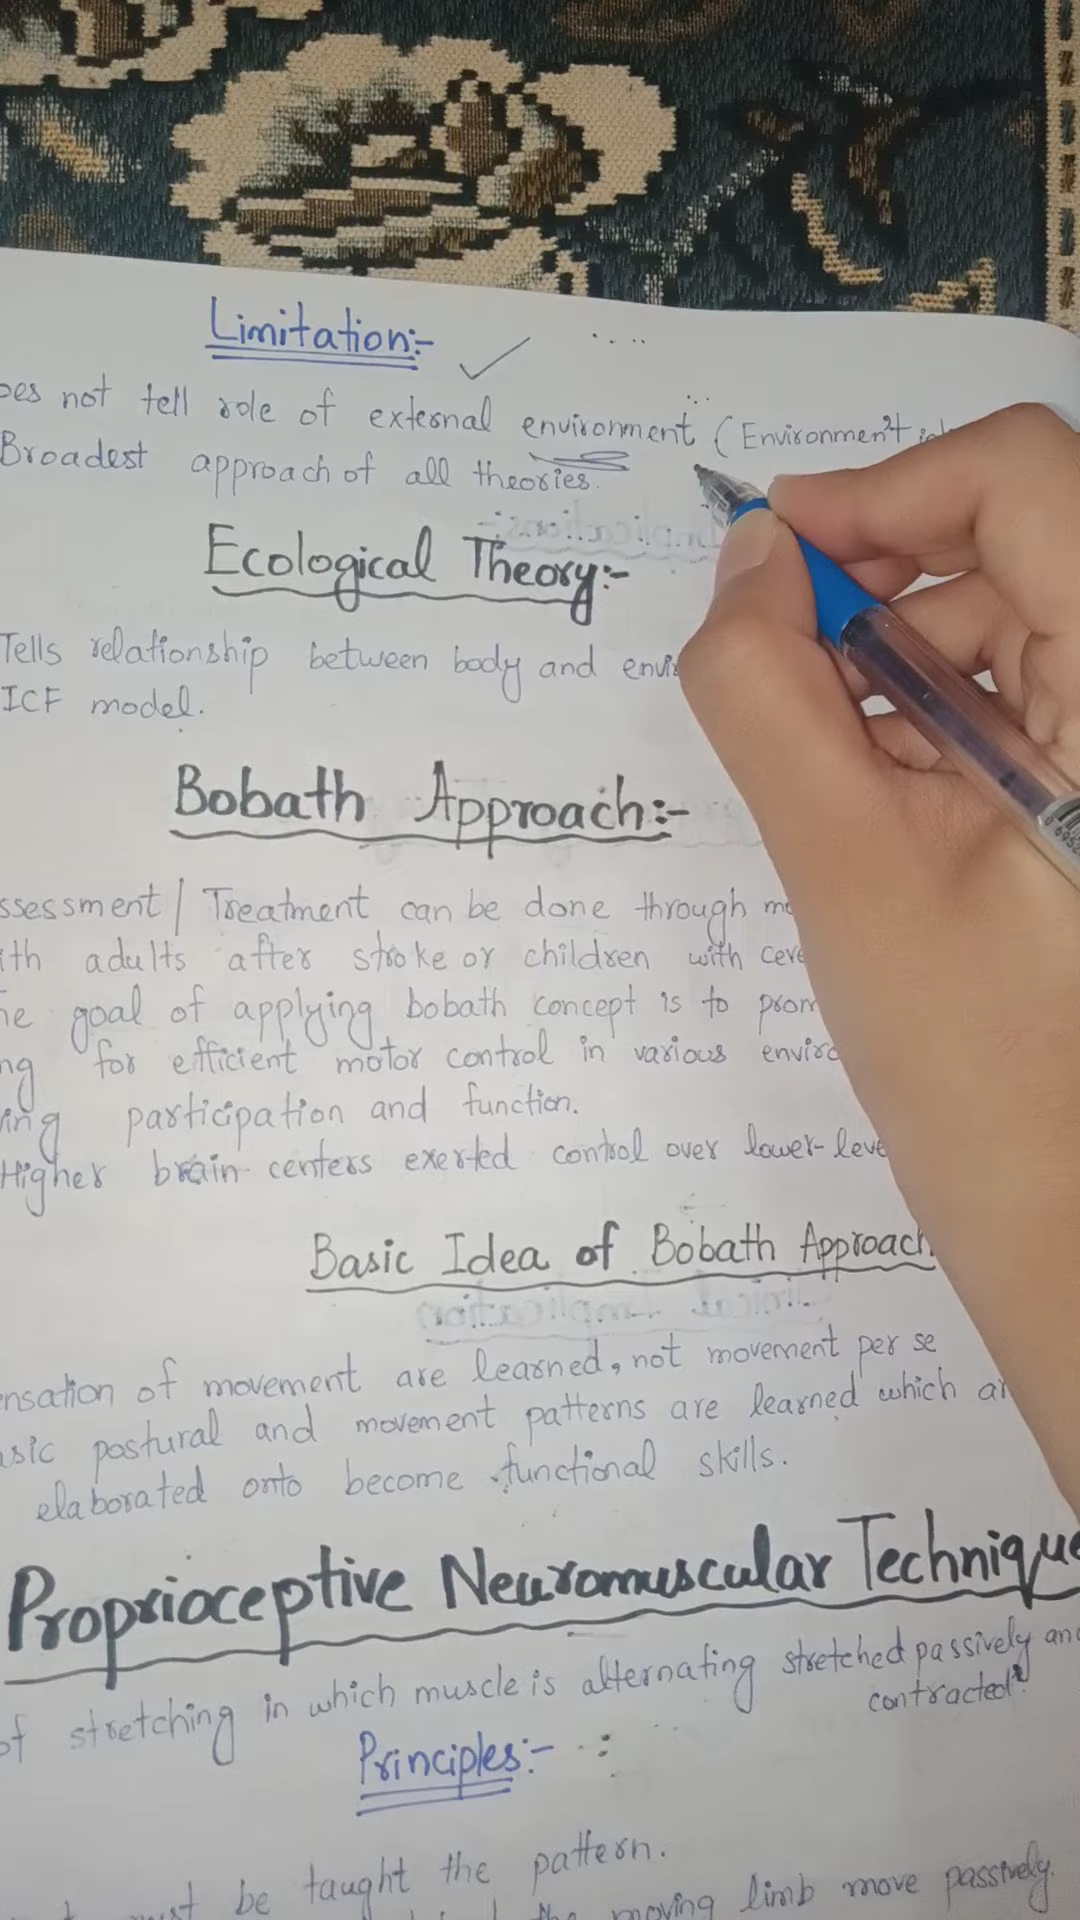 Limitation:-
not tell role of external environment (Environment
Broadest approach of all theories.
Ecological Theory:-
Tells relationship between body and
ICF model.
Bobath Approach:-
Treatment can be done through
adults after stroke or children with
goal of applying bobath concept is to
for efficient motor control in various
participation and function.
Higher brain centers exerted control over lower-
Basic Idea of Bobath Approach
of movement are learned, not movement per se
postural and movement patterns are learned which
elaborated onto become functional skills.
Proprioceptive Neuromuscular Technique
of stretching in which muscle is alternating stretched passively and
contracted.
Principles:-
be taught the pattern.
the moving limb move passively.